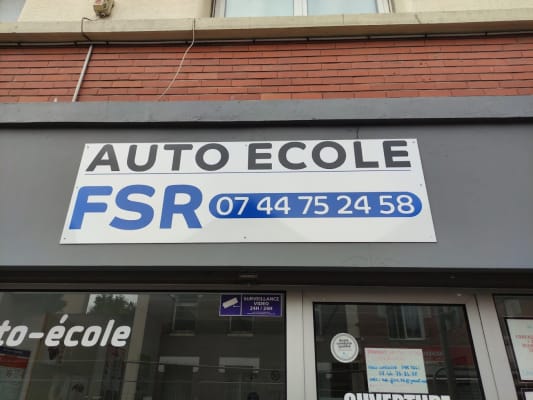 AUTO ECOLE
FSR 07 44 75 24 58
SURVEILLANCE
VIDEO
24H / 24H
to-école
OUVERTURE